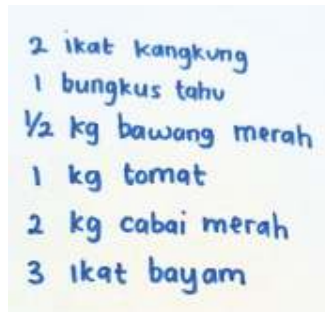 2 ikat kangkung
1 bungkus tahu
1/2 kg bawang merah
1 kg tomat
2 kg cabai merah
3 ikat bayam